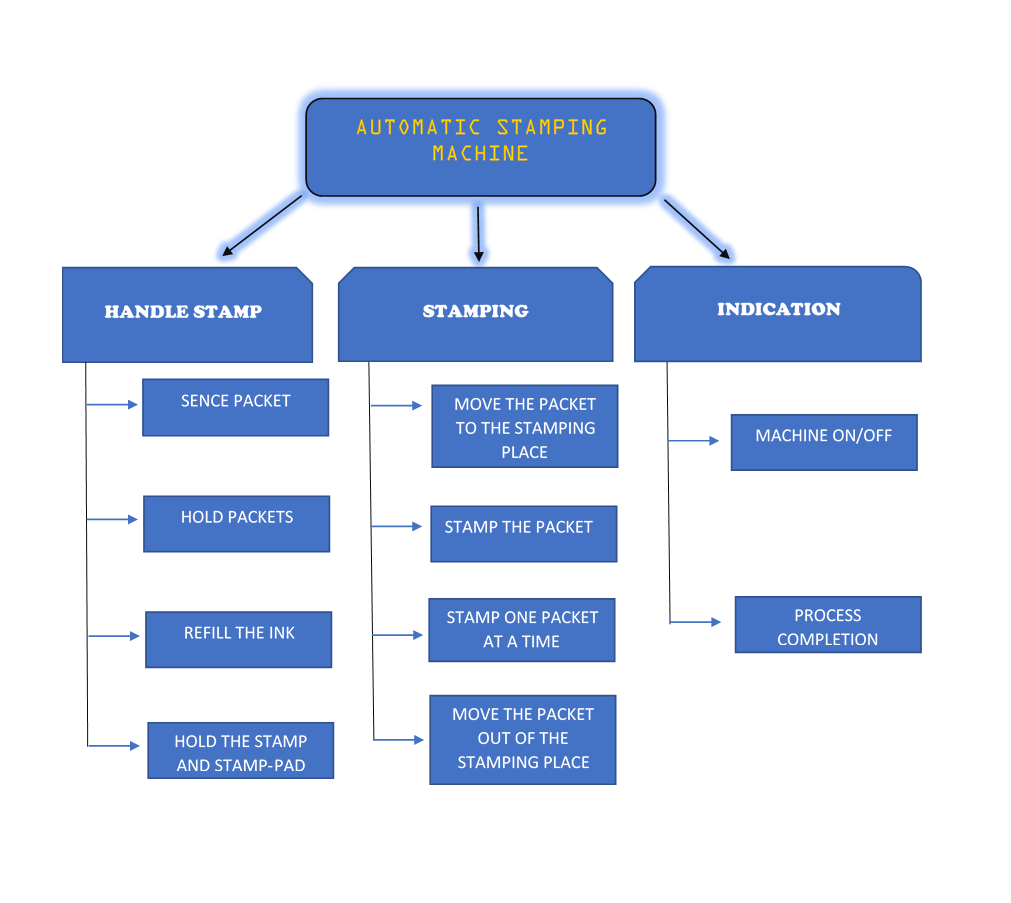 AUTOMATIC STAMPING
MACHINE
HANDLE STAMP
SENCE PACKET
HOLD PACKETS
REFILL THE INK
HOLD THE STAMP
AND STAMP-PAD
STAMPING
MOVE THE PACKET
TO THE STAMPING
PLACE
STAMP THE PACKET
STAMP ONE PACKET
AT A TIME
MOVE THE PACKET
OUT OF THE
STAMPING PLACE
INDICATION
MACHINE ON/OFF
PROCESS
COMPLETION